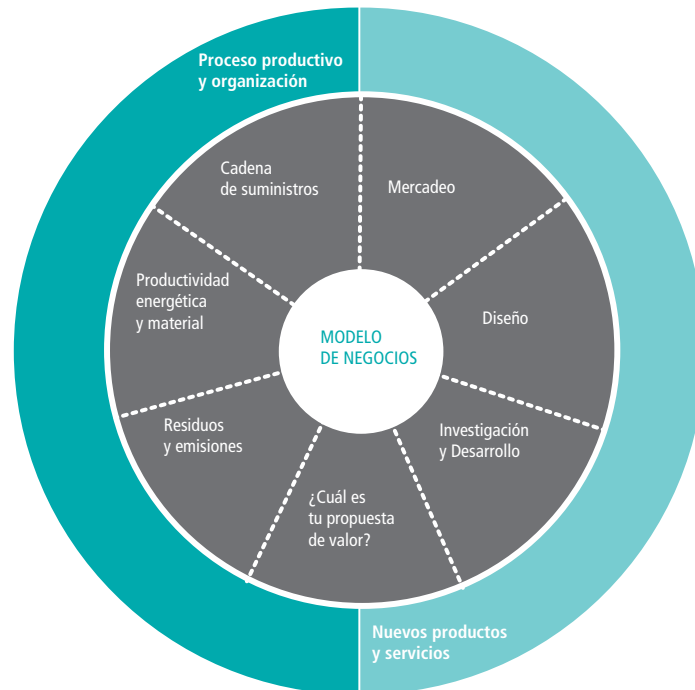 Proceso productivo
y organización
Cadena
de suministros
Mercadeo
Productividad
energética
y material
Diseño
MODELO
DE NEGOCIOS
Residuos
y emisiones
Investigación
y Desarrollo
¿Cuál es
tu propuesta
de valor?
Nuevos productos
y servicios